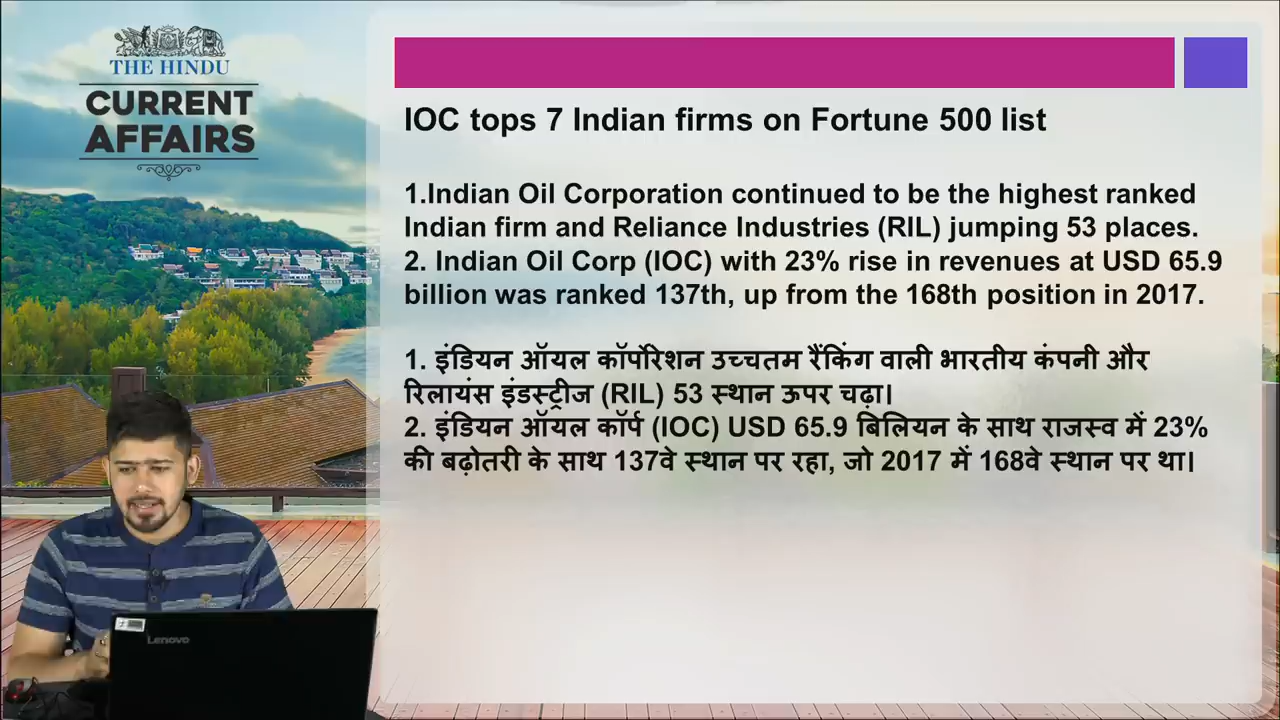 THE HINDU
CURRENT
AFFAIRS
IOC tops 7 Indian firms on Fortune 500 list
1.Indian Oil Corporation continued to be the highest ranked
Indian firm and Reliance Industries (RIL) jumping 53 places.
2. Indian Oil Corp (IOC) with 23% rise in revenues at USD 65.9
billion was ranked 137th, up from the 168th position in 2017.
1. इंडियन ऑयल कॉर्पोरेशन उच्चतम रैंकिंग वाली भारतीय कंपनी और
रिलायंस इंडस्ट्रीज (RIL) 53 स्थान ऊपर चढ़ा।
2. इंडियन ऑयल कॉर्प (IOC) USD 65.9 बिलियन के साथ राजस्व में 23%
की बढ़ोतरी के साथ 137वे स्थान पर रहा, जो 2017 में 168वे स्थान पर था।
Lenovo